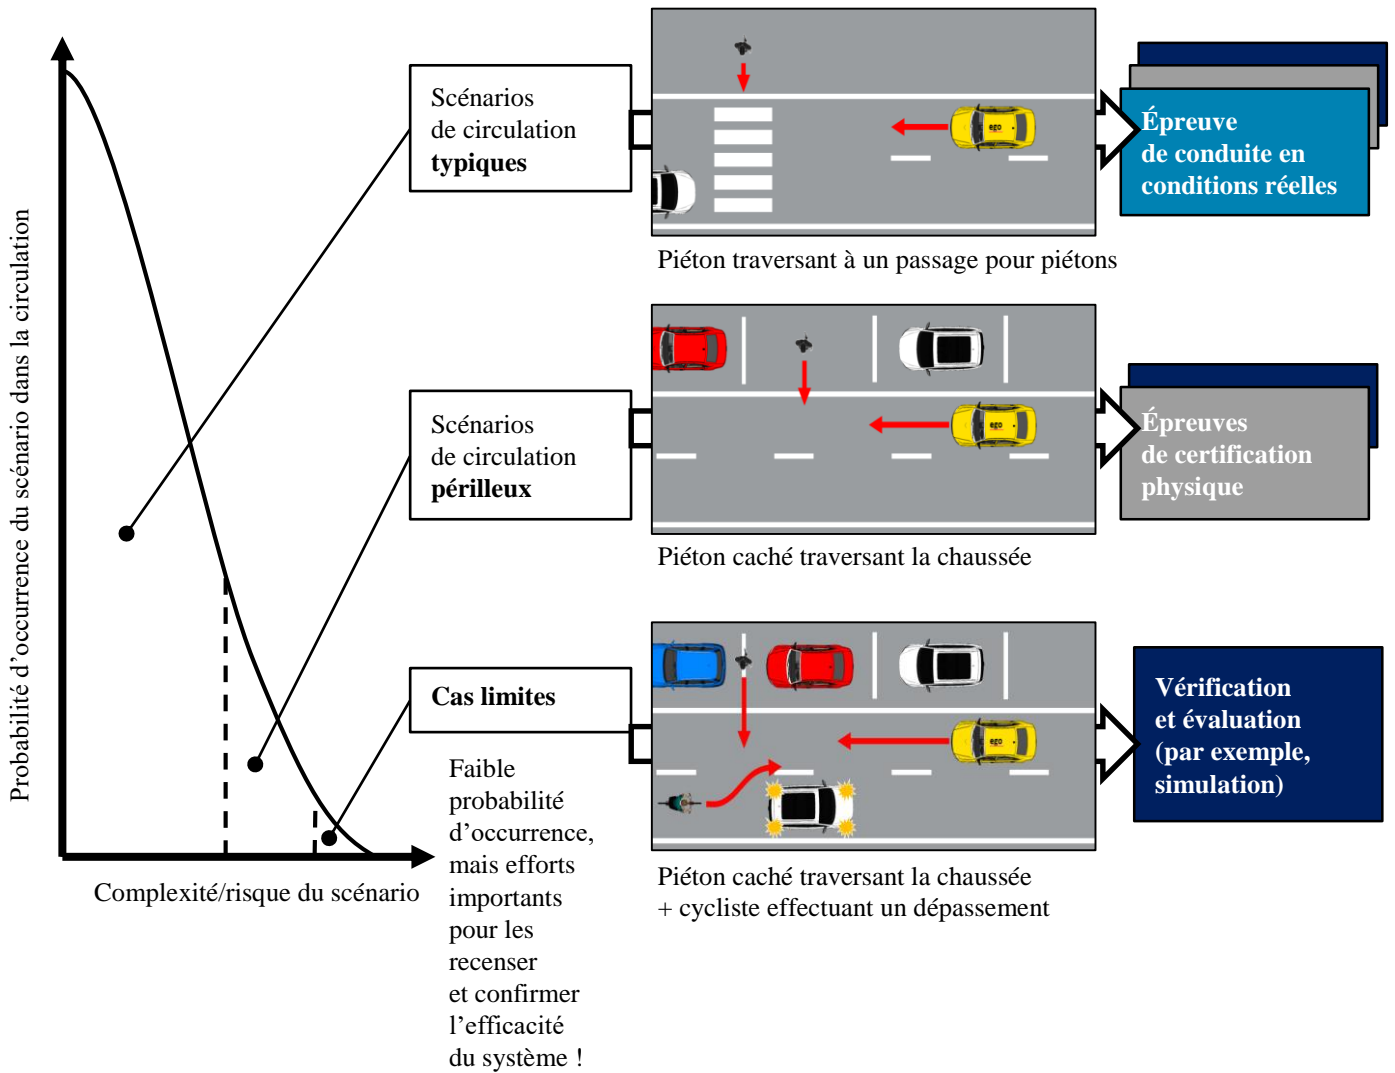 Probabilité d’occurrence du scénario dans la circulation
Complexité/risque du scénario
Scénarios
de circulation
typiques
ego
Piéton traversant à un passage pour piétons
Épreuve
de conduite en
conditions réelles
Scénarios
de circulation
périlleux
ego
Piéton caché traversant la chaussée
Épreuves
de certification
physique
Cas limites
Faible
probabilité
d’occurrence,
mais efforts
importants
pour les
recenser
et confirmer
l’efficacité
du système !
ego
Piéton caché traversant la chaussée
+ cycliste effectuant un dépassement
Vérification
et évaluation
(par exemple,
simulation)